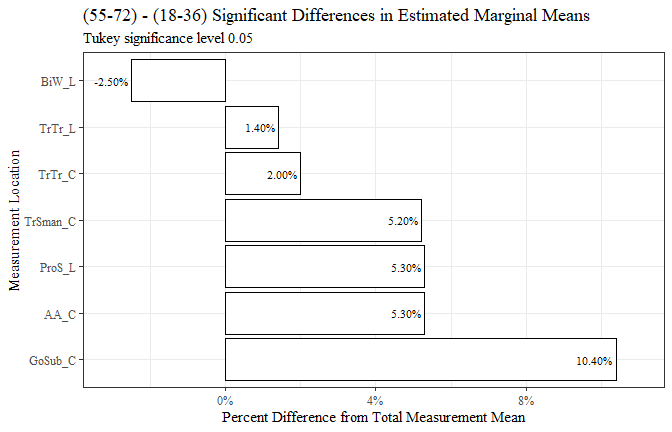 (55-72) - (18-36) Significant Differences in Estimated Marginal Means
Tukey significance level 0.05
Measurement Location
BiW_L
-2.50%
TrTr_L
1.40%
TrTr_C
2.00%
TrSman_C
5.20%
ProS_L
5.30%
AA_C
5.30%
GoSub_C
10.40%
0%
4%
8%
Percent Difference from Total Measurement Mean